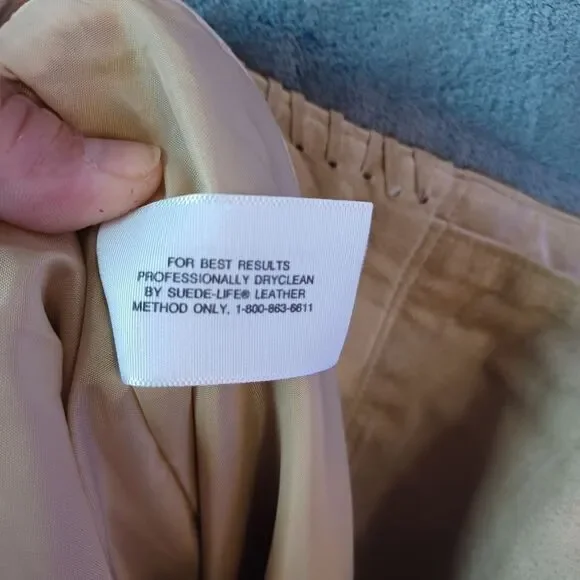 FOR BEST RESULTS
PROFESSIONALLY DRYCLEAN
BY SUEDE-LIFE® LEATHER
METHOD ONLY, 1-800-863-6611